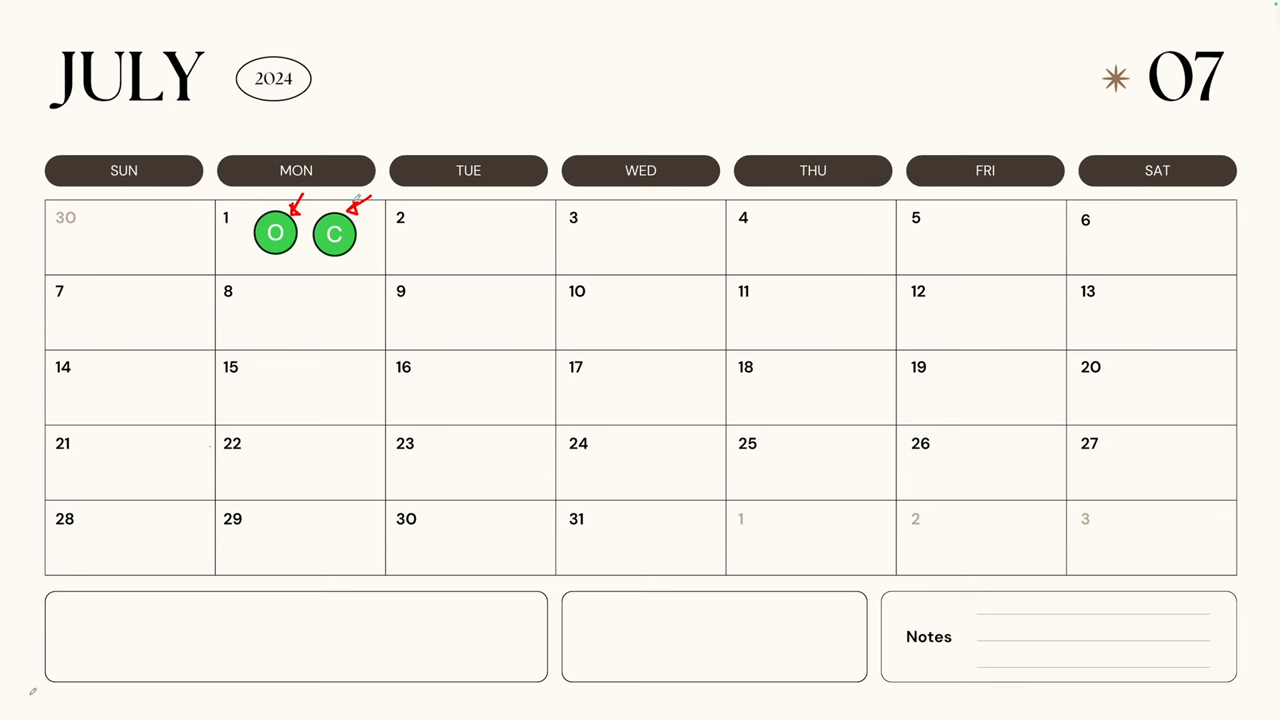 JULY 2024 07
SUN MON TUE WED THU FRI SAT
30 1 O C 2 3 4 5 6
7 8 9 10 11 12 13
14 15 16 17 18 19 20
21 22 23 24 25 26 27
28 29 30 31 1 2 3
Notes